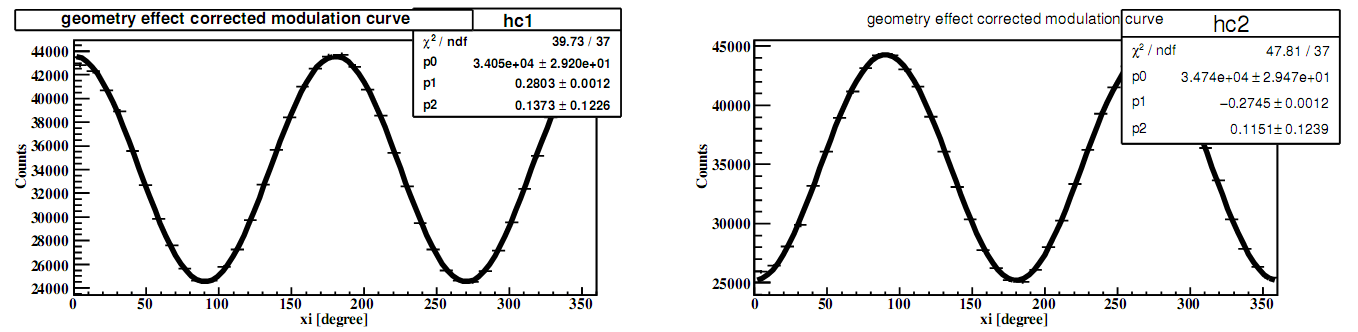 geometry effect corrected modulation curve
hc1
χ² / ndf 39.73 / 37
p0 3.405e+04 ± 2.920e+01
p1 0.2803 ± 0.0012
p2 0.1373 ± 0.1226
44000
42000
40000
38000
36000
34000
32000
30000
28000
26000
24000
Counts
0 50 100 150 200 250 300 350
xi [degree]
geometry effect corrected modulation curve
hc2
χ² / ndf 47.81 / 37
p0 3.474e+04 ± 2.947e+01
p1 −0.2745 ± 0.0012
p2 0.1151 ± 0.1239
45000
40000
35000
30000
25000
Counts
0 50 100 150 200 250 300 350
xi [degree]